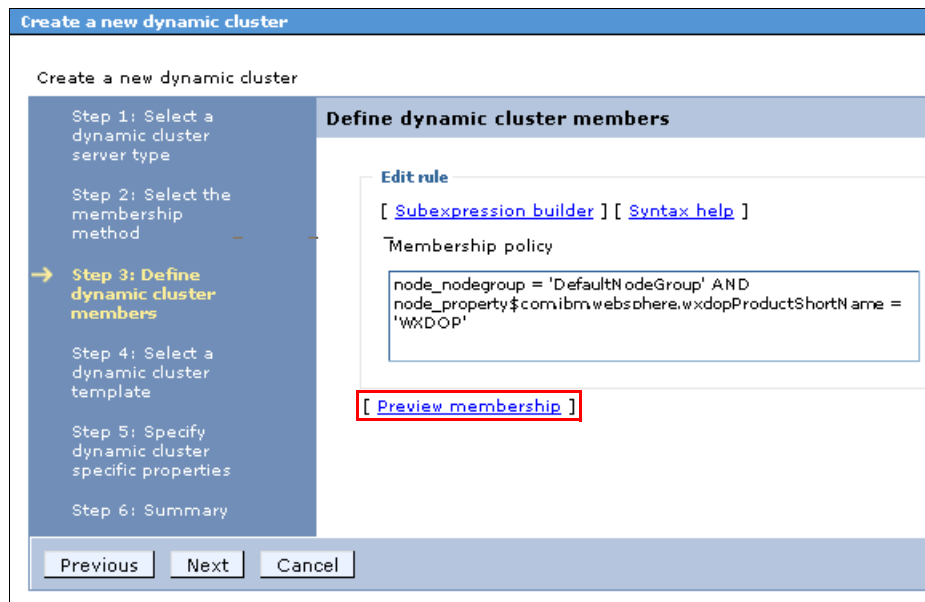 Create a new dynamic cluster
Create a new dynamic cluster
Step 1: Select a
dynamic cluster
server type
Step 2: Select the
membership
method
Step 3: Define
dynamic cluster
members
Step 4: Select a
dynamic cluster
template
Step 5: Specify
dynamic cluster
specific properties
Step 6: Summary
Define dynamic cluster members
Edit rule
[ Subexpression builder ] [ Syntax help ]
Membership policy
node_nodegroup = 'DefaultNodeGroup' AND
node_property$com.ibm.websphere.wxdopProductShortName =
'WXDOP'
[ Preview membership ]
Previous Next Cancel